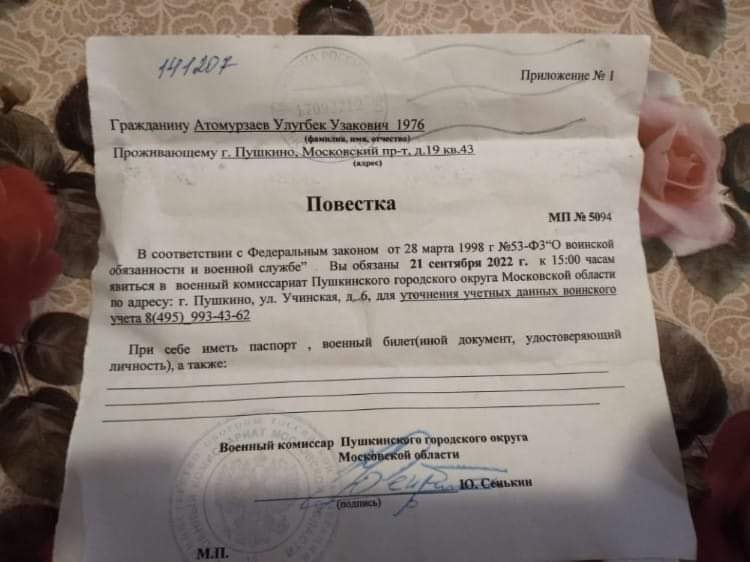 141207
Приложение № 1
Гражданину Атомурзаев Улугбек Узакович 1976
(фамилия, имя, отчество)
Проживающему г. Пушкино, Московский пр-т, д.19 кв.43
(адрес)
Повестка
МП № 5094
В соответствии с Федеральным законом от 28 марта 1998 г №53-ФЗ“О воинской
обязанности и военной службе” . Вы обязаны 21 сентября 2022 г. к 15:00 часам
явиться в военный комиссариат Пушкинского городского округа Московской области
по адресу: г. Пушкино, ул. Учинская, д. 6, для уточнения учетных данных воинского
учета 8(495)_993-43-62
При себе иметь паспорт , военный билет(иной документ, удостоверяющий
личность), а также:
Военный комиссар Пушкинского городского округа
Московской области
Ю. Сенькин
(подпись)
М.П.